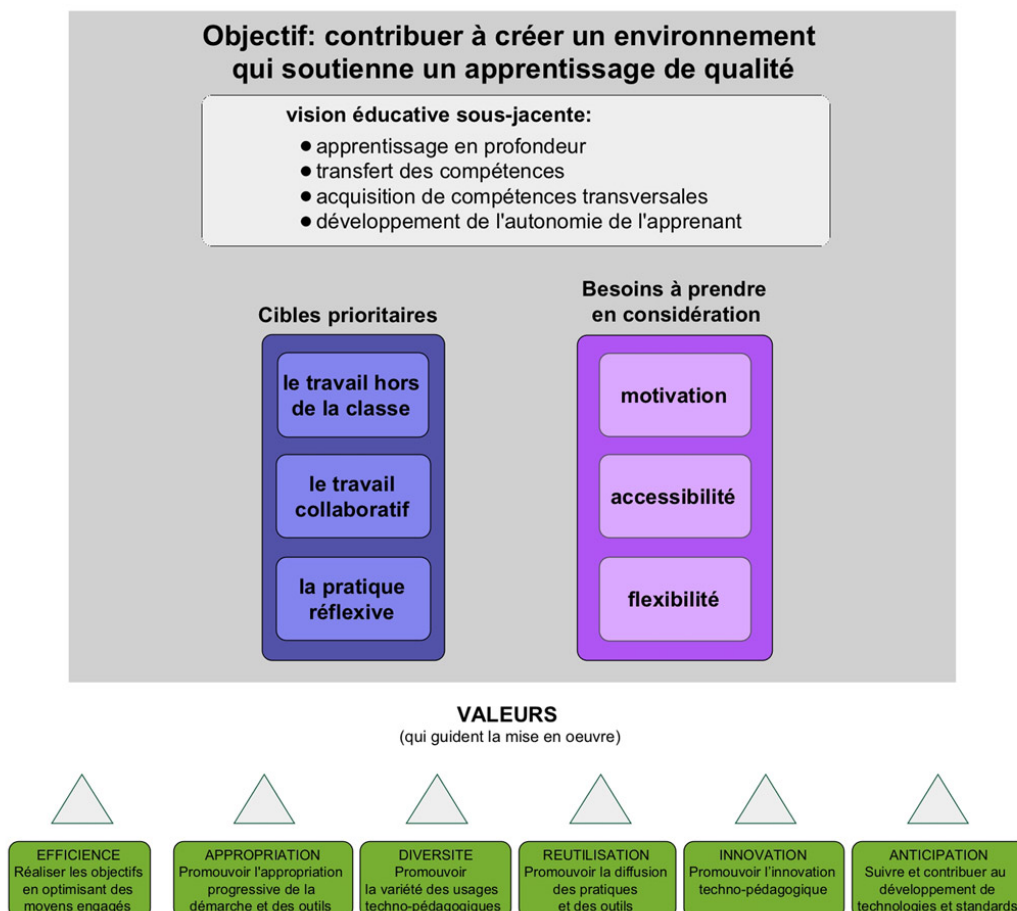 Objectif: contribuer à créer un environnement
qui soutienne un apprentissage de qualité
vision éducative sous-jacente:
● apprentissage en profondeur
● transfert des compétences
● acquisition de compétences transversales
● développement de l'autonomie de l'apprenant
Cibles prioritaires
le travail hors
de la classe
le travail
collaboratif
la pratique
réflexive
Besoins à prendre
en considération
motivation
accessibilité
flexibilité
VALEURS
(qui guident la mise en oeuvre)
EFFICIENCE
Réaliser les objectifs
en optimisant des
moyens engagés
APPROPRIATION
Promouvoir l'appropriation
progressive de la
démarche et des outils
DIVERSITE
Promouvoir
la variété des usages
techno-pédagogiques
REUTILISATION
Promouvoir la diffusion
des pratiques
et des outils
INNOVATION
Promouvoir l'innovation
techno-pédagogique
ANTICIPATION
Suivre et contribuer au
développement de
technologies et standards